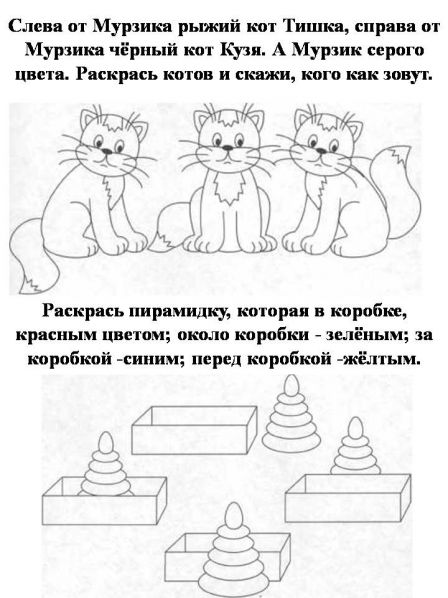 Слева от Мурзика рыжий кот Тишка, справа от
Мурзика чёрный кот Кузя. А Мурзик серого
цвета. Раскрась котов и скажи, кого как зовут.
Раскрась пирамидку, которая в коробке,
красным цветом; около коробки - зелёным; за
коробкой -синим; перед коробкой -жёлтым.